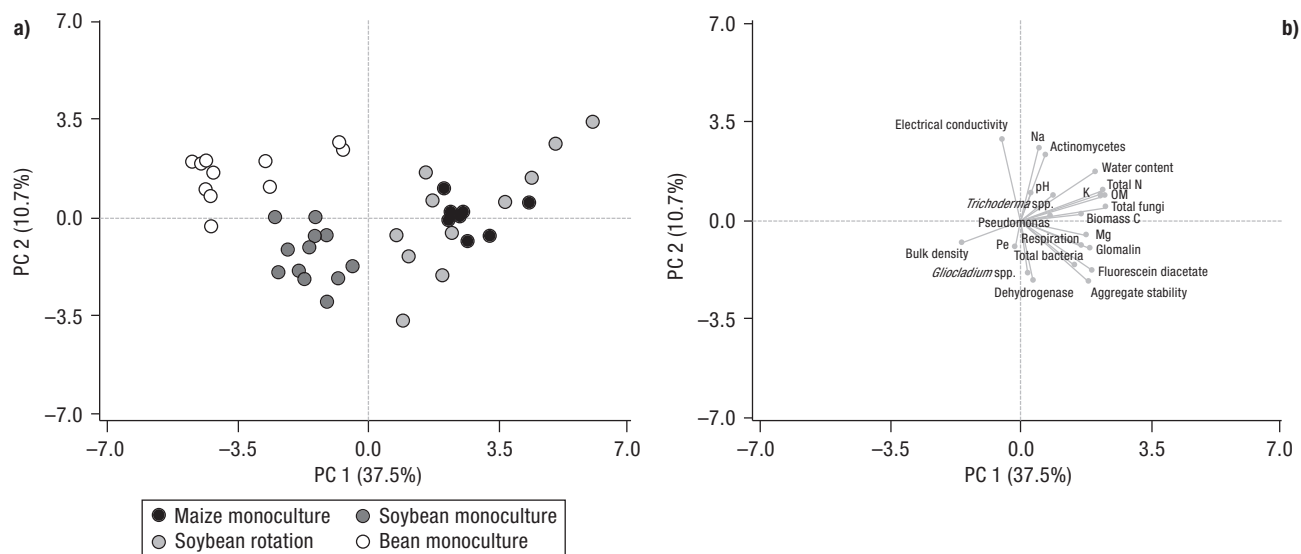 a)
7.0
3.5
0.0
−3.5
−7.0
PC 2 (10.7%)
−7.0 −3.5 0.0 3.5 7.0
PC 1 (37.5%)
Maize monoculture Soybean monoculture
Soybean rotation Bean monoculture
b)
7.0
3.5
0.0
−3.5
−7.0
PC 2 (10.7%)
Electrical conductivity
Na
Actinomycetes
Water content
pH
Total N
K
OM
Trichoderma spp.
Total fungi
Pseudomonas
Biomass C
Mg
Respiration
Pe
Glomalin
Bulk density
Total bacteria
Gliocladium spp.
Fluorescein diacetate
Dehydrogenase
Aggregate stability
−7.0 −3.5 0.0 3.5 7.0
PC 1 (37.5%)